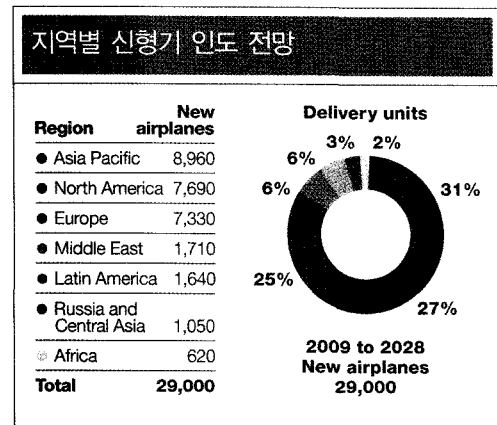 지역별 신형기 인도 전망
Region New airplanes
Asia Pacific 8,960
North America 7,690
Europe 7,330
Middle East 1,710
Latin America 1,640
Russia and
Central Asia 1,050
Africa 620
Total 29,000
Delivery units
3% 2%
6%
6% 31%
25%
27%
2009 to 2028
New airplanes
29,000